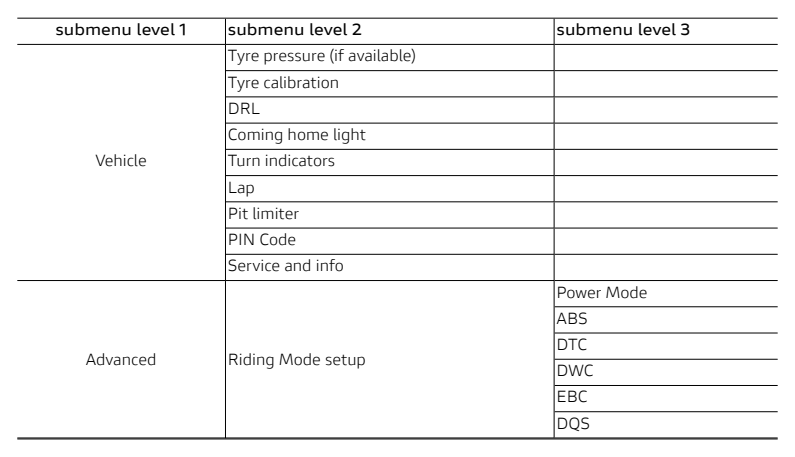 submenu level 1 submenu level 2 submenu level 3
Tyre pressure (if available)
Tyre calibration
DRL
Coming home light
Vehicle Turn indicators
Lap
Pit limiter
PIN Code
Service and info
Power Mode
ABS
DTC
Advanced Riding Mode setup
DWC
EBC
DQS